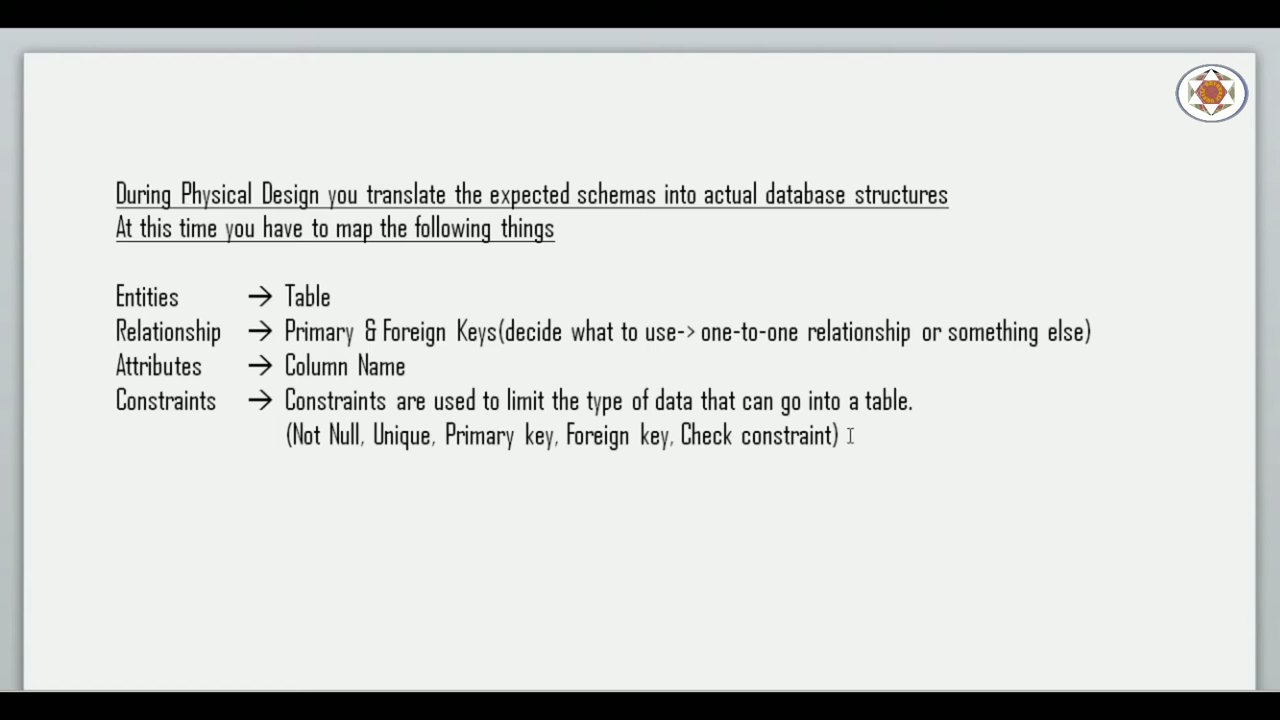 During Physical Design you translate the expected schemas into actual database structures
At this time you have to map the following things
Entities → Table
Relationship → Primary & Foreign Keys(decide what to use-> one-to-one relationship or something else)
Attributes → Column Name
Constraints → Constraints are used to limit the type of data that can go into a table.
(Not Null, Unique, Primary key, Foreign key, Check constraint)